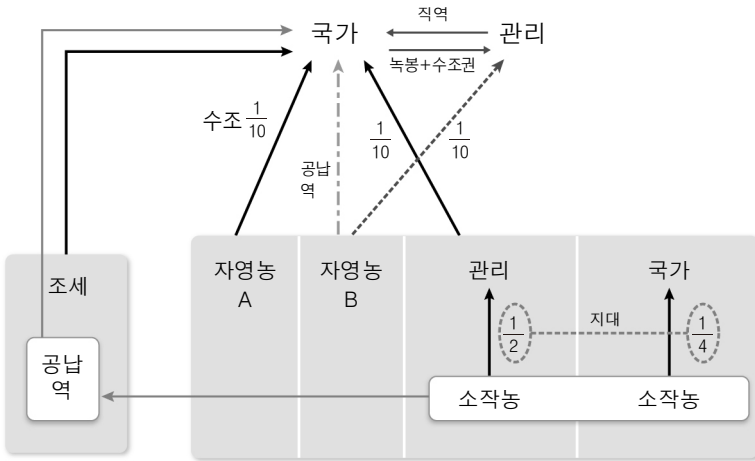 국가
직역
관리
녹봉+수조권
수조 1/10
공납
역
1/10
1/10
조세
공납
역
자영농
A
자영농
B
관리
국가
1/2
지대
1/4
소작농
소작농